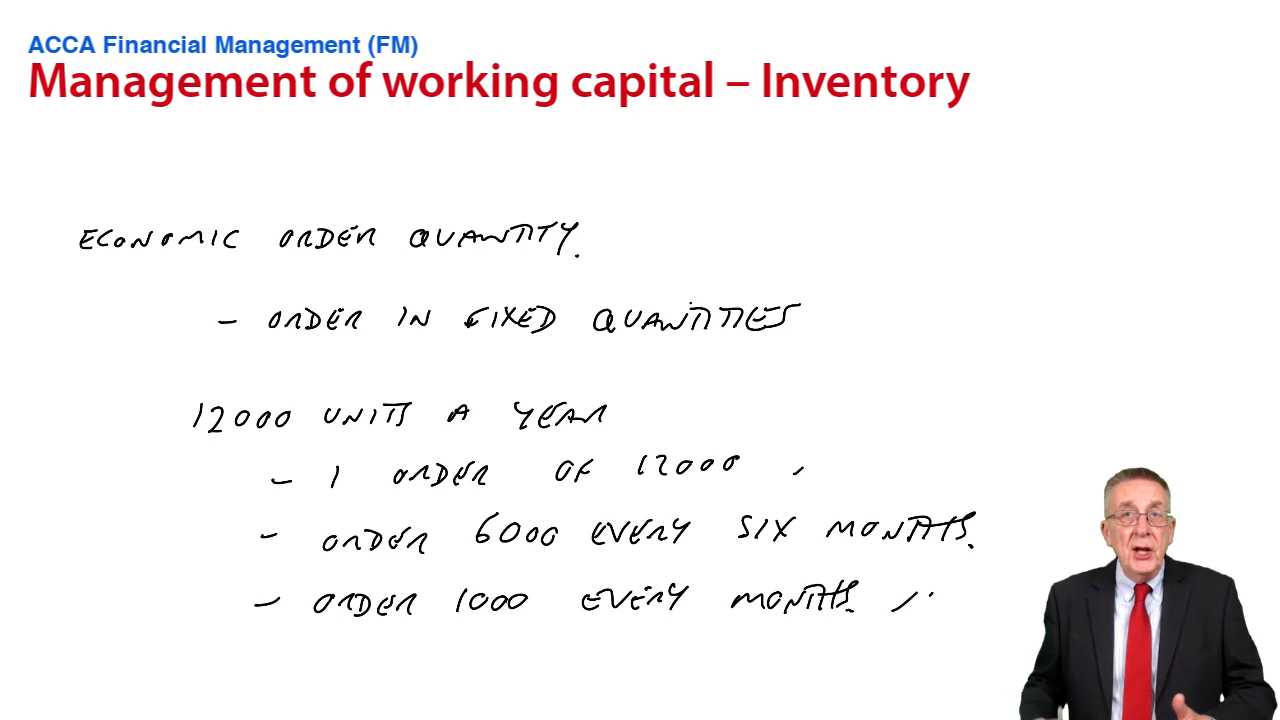 ACCA Financial Management (FM)
Management of working capital – Inventory
ECONOMIC ORDER QUANTITY.
- ORDER IN FIXED QUANTITIES
12000 UNITS A YEAR
- 1 ORDER OF 12000
- ORDER 6000 EVERY SIX MONTHS.
- ORDER 1000 EVERY MONTH.